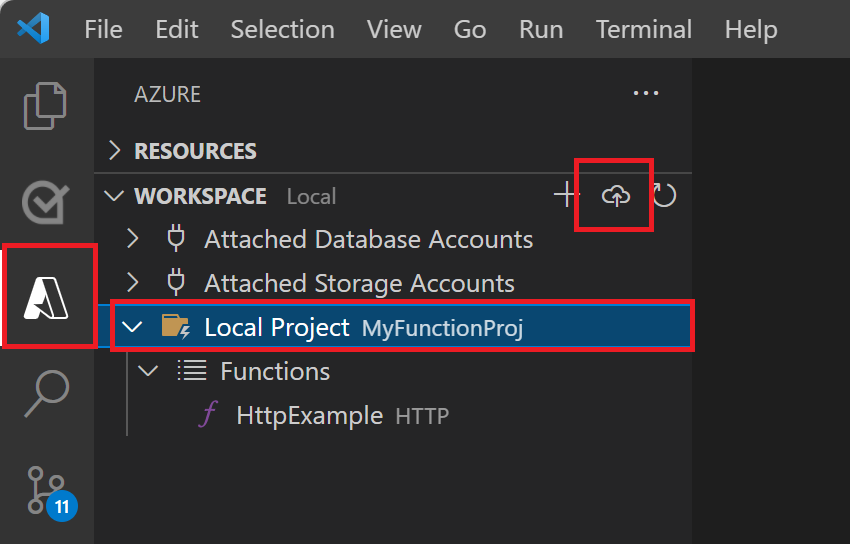 File Edit Selection View Go Run Terminal Help
AZURE
RESOURCES
WORKSPACE Local
Attached Database Accounts
Attached Storage Accounts
Local Project MyFunctionProj
Functions
HttpExample HTTP
11